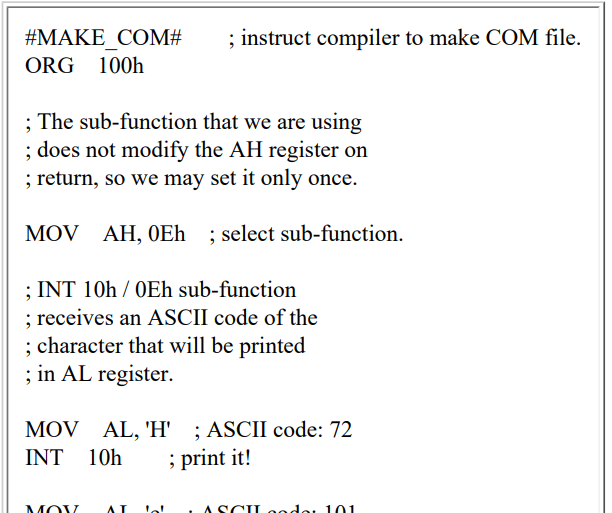 #MAKE_COM# ; instruct compiler to make COM file.
ORG 100h
; The sub-function that we are using
; does not modify the AH register on
; return, so we may set it only once.
MOV AH, 0Eh ; select sub-function.
; INT 10h / 0Eh sub-function
; receives an ASCII code of the
; character that will be printed
; in AL register.
MOV AL, 'H' ; ASCII code: 72
INT 10h ; print it!
MOV AL, 'e' ; ASCII code: 101